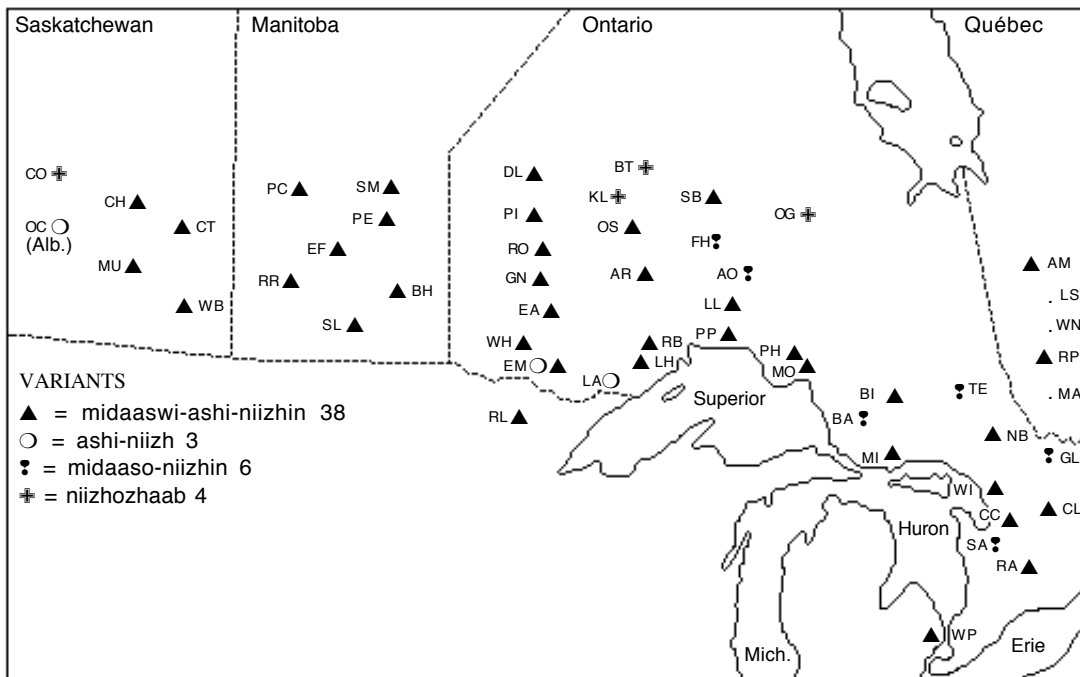 Saskatchewan Manitoba Ontario Québec
CO
PC
SM
DL
BT
CH
KL
SB
OC
(Alb.)
CT
PE
PI
OS
OG
EF
RO
FH
MU
RR
BH
GN
AR
AO
AM
WB
EA
LL
LS
SL
PP
WN
WH
RB
PH
RP
EM
LH
MO
VARIANTS
LA
Superior
BI
TE
MA
▲ = midaaswi-ashi-niizhin 38
RL
BA
○ = ashi-niizh 3
NB
MI
GL
❢ = midaaso-niizhin 6
WI
✙ = niizhozhaab 4
CC
CL
Huron
SA
RA
WP
Mich.
Erie